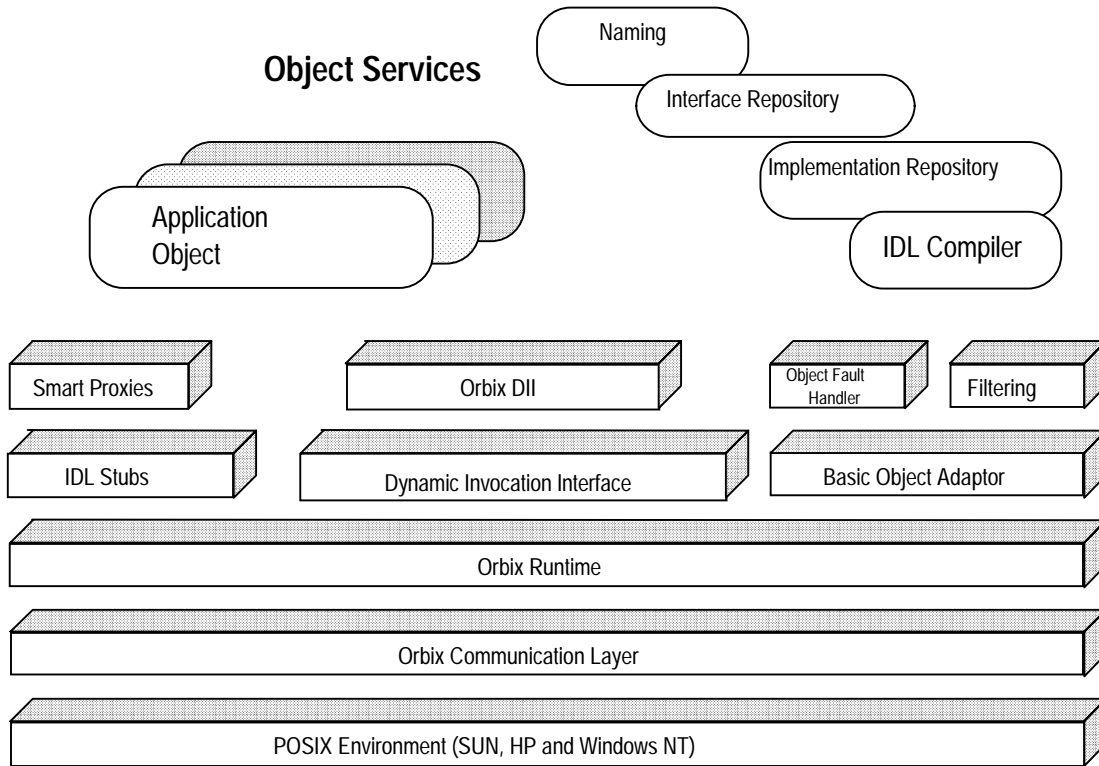 Naming
Object Services
Interface Repository
Implementation Repository
Application
Object
IDL Compiler
Smart Proxies
Orbix DII
Object Fault
Handler
Filtering
IDL Stubs
Dynamic Invocation Interface
Basic Object Adaptor
Orbix Runtime
Orbix Communication Layer
POSIX Environment (SUN, HP and Windows NT)